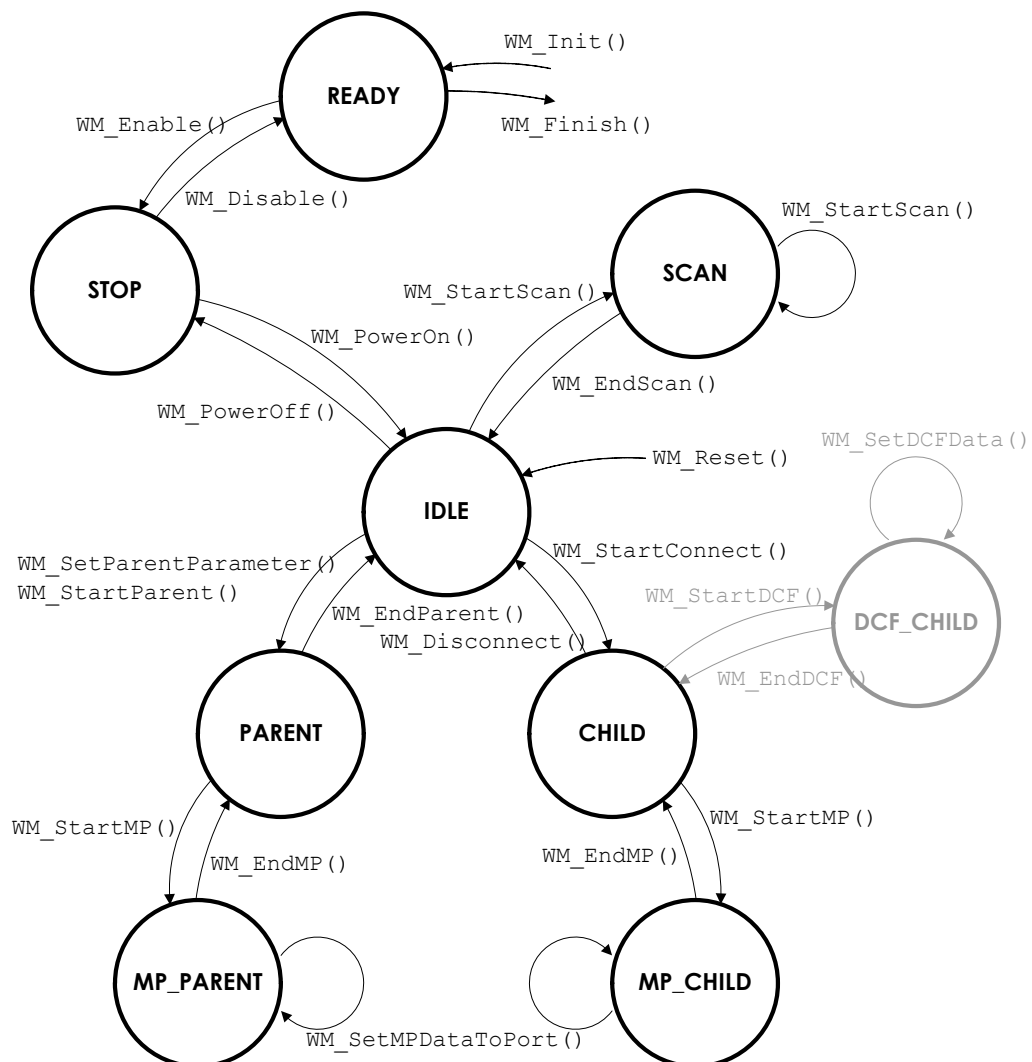 WM_Init()
READY
WM_Enable()
WM_Finish()
WM_Disable()
WM_StartScan()
SCAN
STOP
WM_StartScan()
WM_PowerOn()
WM_EndScan()
WM_PowerOff()
WM_SetDCFData()
WM_Reset()
IDLE
WM_StartConnect()
WM_SetParentParameter()
WM_StartParent()
WM_StartDCF()
WM_EndParent()
DCF_CHILD
WM_Disconnect()
WM_EndDCF()
PARENT
CHILD
WM_StartMP()
WM_StartMP()
WM_EndMP()
WM_EndMP()
MP_PARENT
MP_CHILD
WM_SetMPDataToPort()